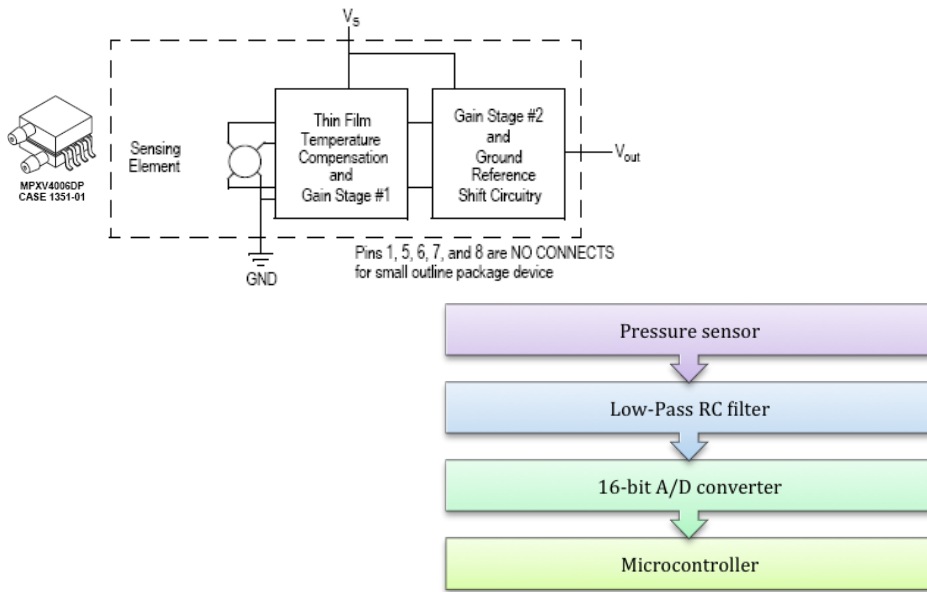 V_S
Sensing
Element
Thin Film
Temperature
Compensation
and
Gain Stage #1
Gain Stage #2
and
Ground
Reference
Shift Circuitry
V_out
MPXV4006DP
CASE 1351-01
GND
Pins 1, 5, 6, 7, and 8 are NO CONNECTS
for small outline package device
Pressure sensor
Low-Pass RC filter
16-bit A/D converter
Microcontroller